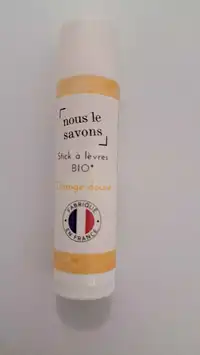 nous le
savons
Stick à lèvres
BIO*
Orange douce
FABRIQUÉ
EN FRANCE